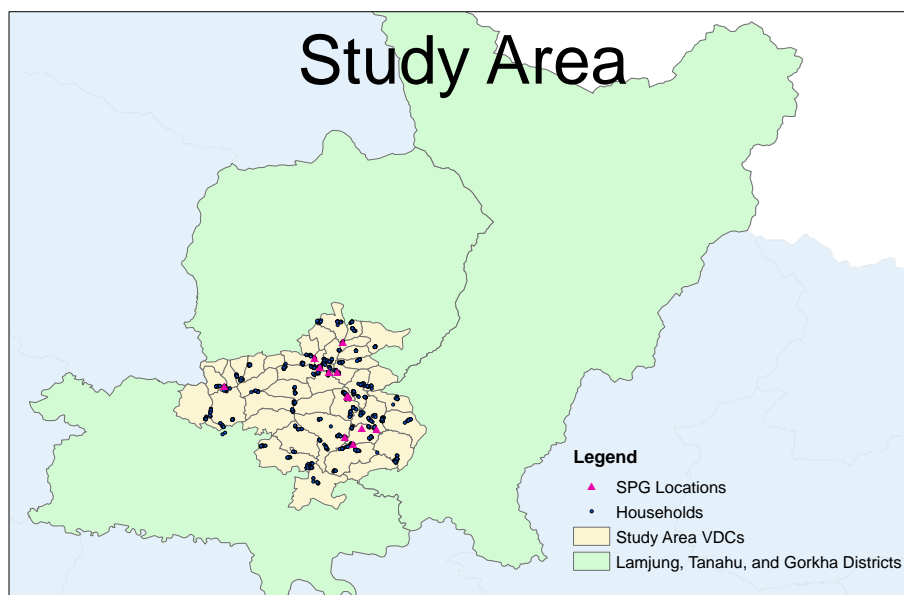 Study Area
Legend
SPG Locations
Households
Study Area VDCs
Lamjung, Tanahu, and Gorkha Districts